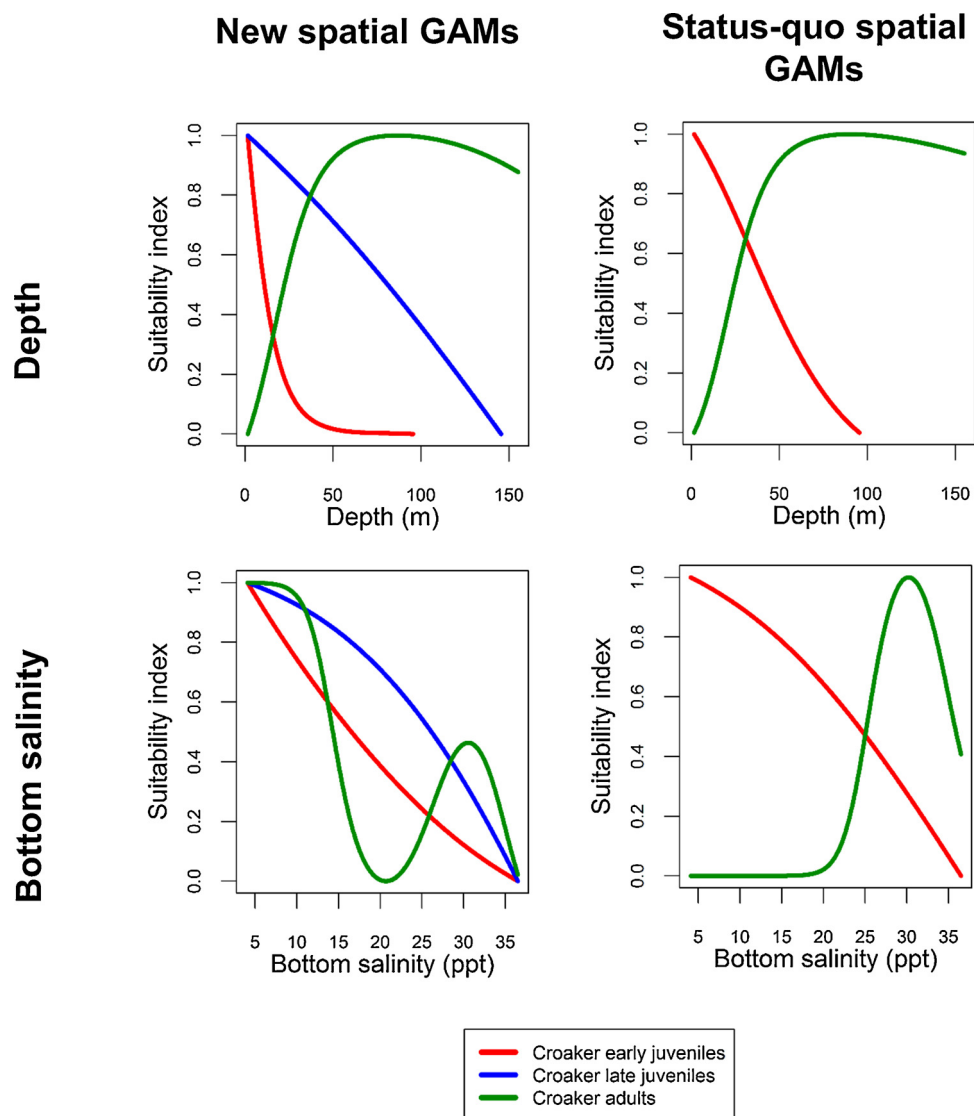 New spatial GAMs
Status-quo spatial
GAMs
Depth
Suitability index
0.0 0.2 0.4 0.6 0.8 1.0
0 50 100 150
Depth (m)
Suitability index
0.0 0.2 0.4 0.6 0.8 1.0
0 50 100 150
Depth (m)
Bottom salinity
Suitability index
0.0 0.2 0.4 0.6 0.8 1.0
5 10 15 20 25 30 35
Bottom salinity (ppt)
Suitability index
0.0 0.2 0.4 0.6 0.8 1.0
5 10 15 20 25 30 35
Bottom salinity (ppt)
Croaker early juveniles
Croaker late juveniles
Croaker adults